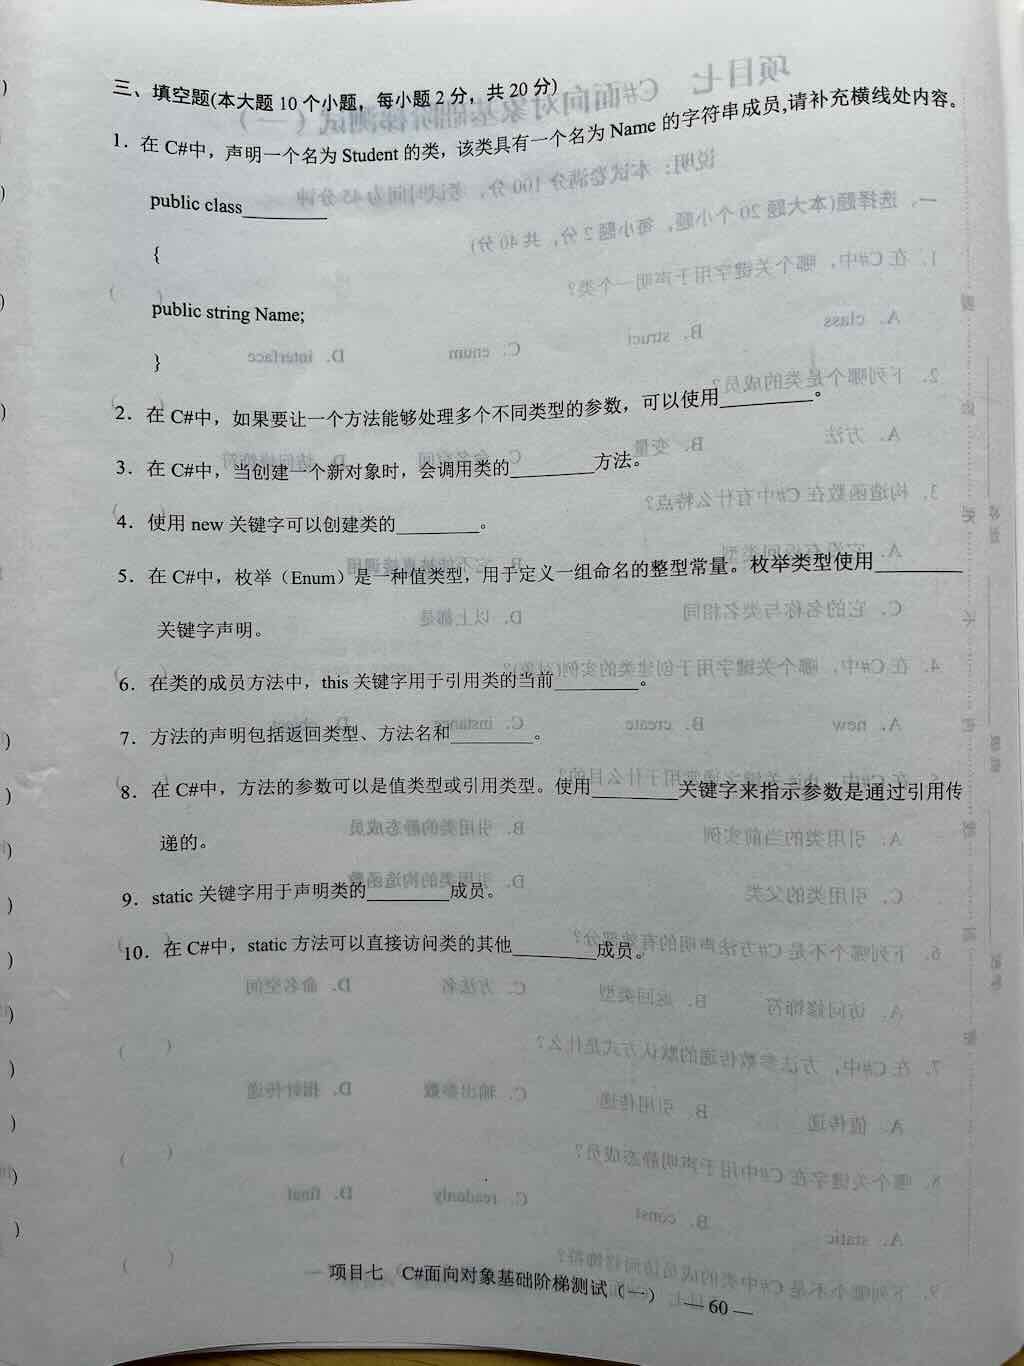 三、填空题(本大题 10 个小题，每小题 2 分，共 20 分)
1．在 C#中，声明一个名为 Student 的类，该类具有一个名为 Name 的字符串成员,请补充横线处内容。
public class________
{
public string Name;
}
2．在 C#中，如果要让一个方法能够处理多个不同类型的参数，可以使用________。
3．在 C#中，当创建一个新对象时，会调用类的________方法。
4．使用 new 关键字可以创建类的________。
5．在 C#中，枚举（Enum）是一种值类型，用于定义一组命名的整型常量。枚举类型使用________
关键字声明。
6．在类的成员方法中，this 关键字用于引用类的当前________。
7．方法的声明包括返回类型、方法名和________。
8．在 C#中，方法的参数可以是值类型或引用类型。使用________关键字来指示参数是通过引用传
递的。
9．static 关键字用于声明类的________成员。
10．在 C#中，static 方法可以直接访问类的其他________成员。
项目七 C#面向对象基础阶梯测试（一） — 60 —